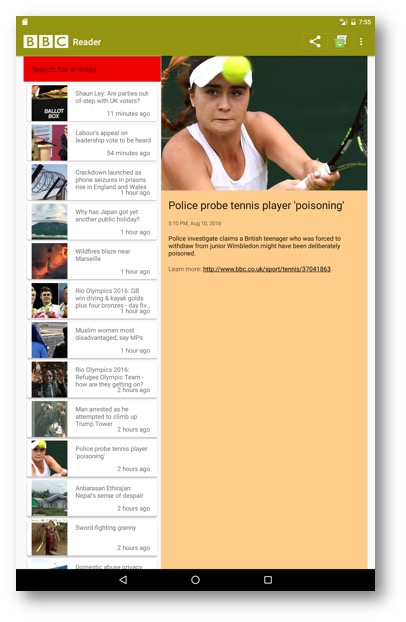 7:55
BBC Reader
Search for articles
Shaun Ley: Are parties out-
of-step with UK voters?
11 minutes ago
BALLOT
BOX
Labour's appeal on
leadership vote to be heard
54 minutes ago
Crackdown launched as
phone seizures in prisons
rise in England and Wales
1 hour ago
Why has Japan got yet
another public holiday?
1 hour ago
Wildfires blaze near
Marseille
1 hour ago
Rio Olympics 2016: GB
win diving & kayak golds
plus four bronzes - day fiv...
1 hour ago
Muslim women most
disadvantaged, say MPs
1 hour ago
Rio Olympics 2016:
Refugee Olympic Team -
how are they getting on?
2 hours ago
Man arrested as he
attempted to climb up
Trump Tower
2 hours ago
Police probe tennis player
'poisoning'
2 hours ago
Anbarasan Ethirajan:
Nepal's sense of despair
2 hours ago
Sword-fighting granny
2 hours ago
Domestic abuse privacy
Police probe tennis player 'poisoning'
5:10 PM, Aug 10, 2016
Police investigate claims a British teenager who was forced to
withdraw from junior Wimbledon might have been deliberately
poisoned.
Learn more: http://www.bbc.co.uk/sport/tennis/37041863